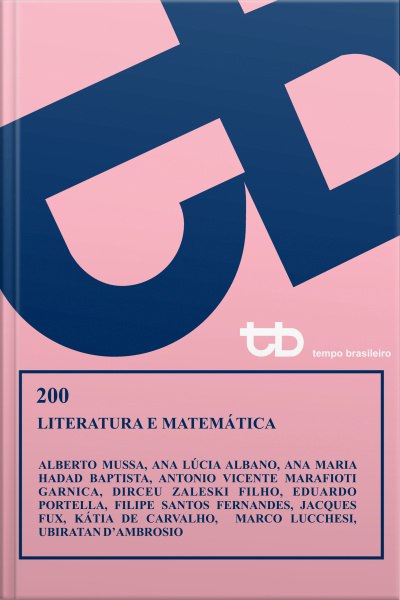 tb
tempo brasileiro
200
LITERATURA E MATEMÁTICA
ALBERTO MUSSA, ANA LÚCIA ALBANO, ANA MARIA
HADAD BAPTISTA, ANTONIO VICENTE MARAFIOTI
GARNICA, DIRCEU ZALESKI FILHO, EDUARDO
PORTELLA, FILIPE SANTOS FERNANDES, JACQUES
FUX, KÁTIA DE CARVALHO, MARCO LUCCHESI,
UBIRATAN D'AMBROSIO